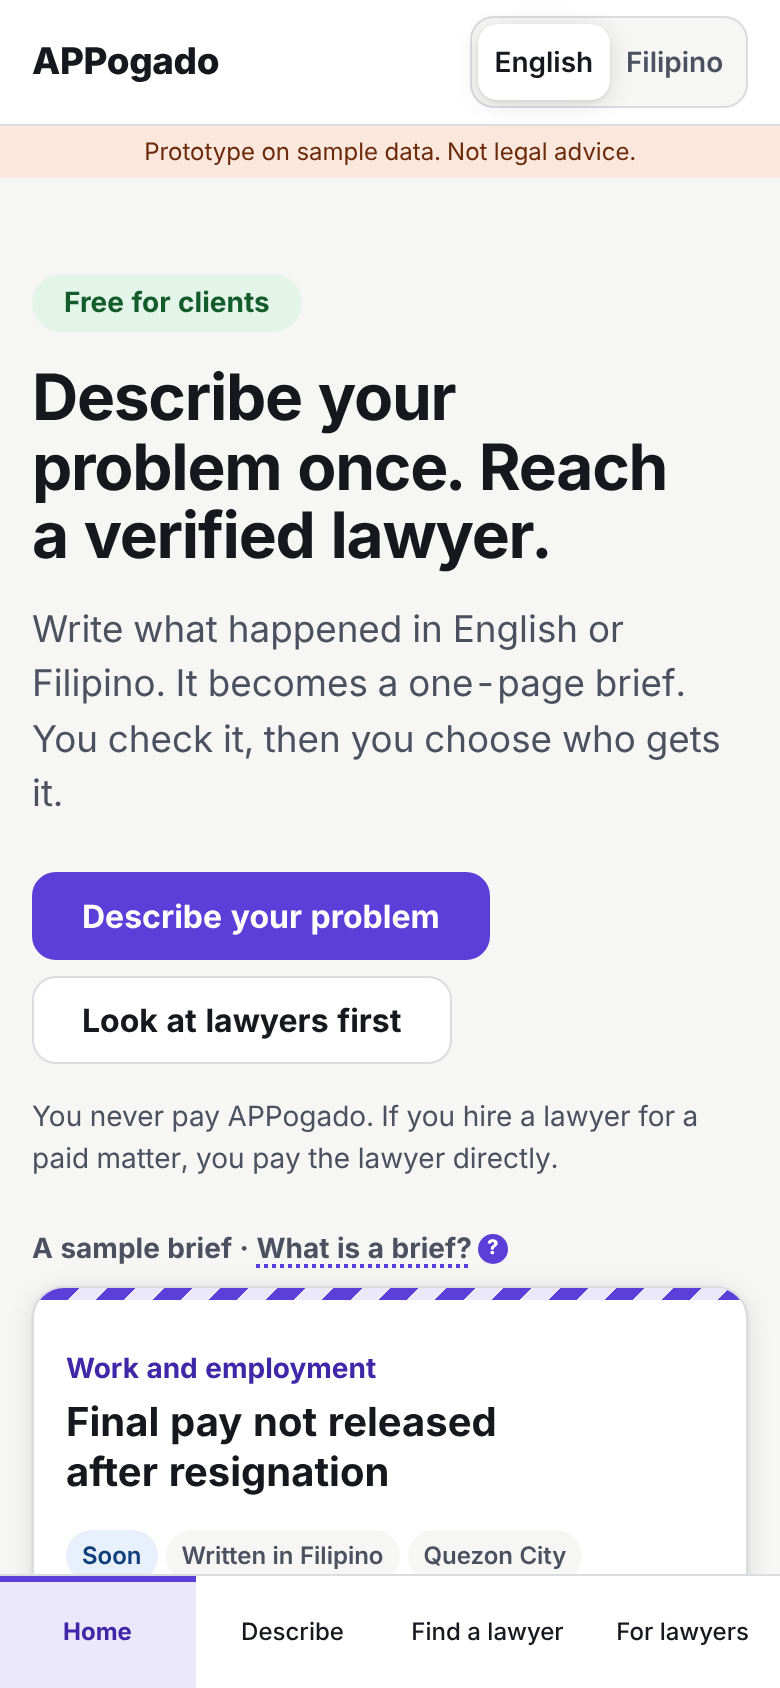 APPogado
English
Filipino
Prototype on sample data. Not legal advice.
Free for clients
Describe your
problem once. Reach
a verified lawyer.
Write what happened in English or
Filipino. It becomes a one-page brief.
You check it, then you choose who gets
it.
Describe your problem
Look at lawyers first
You never pay APPogado. If you hire a lawyer for a
paid matter, you pay the lawyer directly.
A sample brief · What is a brief? ?
Work and employment
Final pay not released
after resignation
Soon
Written in Filipino
Quezon City
Home
Describe
Find a lawyer
For lawyers